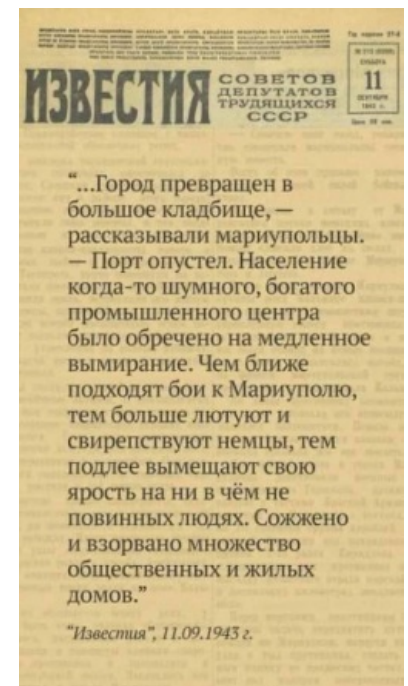 ИЗВЕСТИЯ
СОВЕТОВ
ДЕПУТАТОВ
ТРУДЯЩИХСЯ
СССР
СУББОТА
11
СЕНТЯБРЯ
1943 г.
“...Город превращен в
большое кладбище, —
рассказывали мариупольцы.
— Порт опустел. Население
когда-то шумного, богатого
промышленного центра
было обречено на медленное
вымирание. Чем ближе
подходят бои к Мариуполю,
тем больше лютуют и
свирепствуют немцы, тем
подлее вымещают свою
ярость на ни в чём не
повинных людях. Сожжено
и взорвано множество
общественных и жилых
домов.”
“Известия”, 11.09.1943 г.